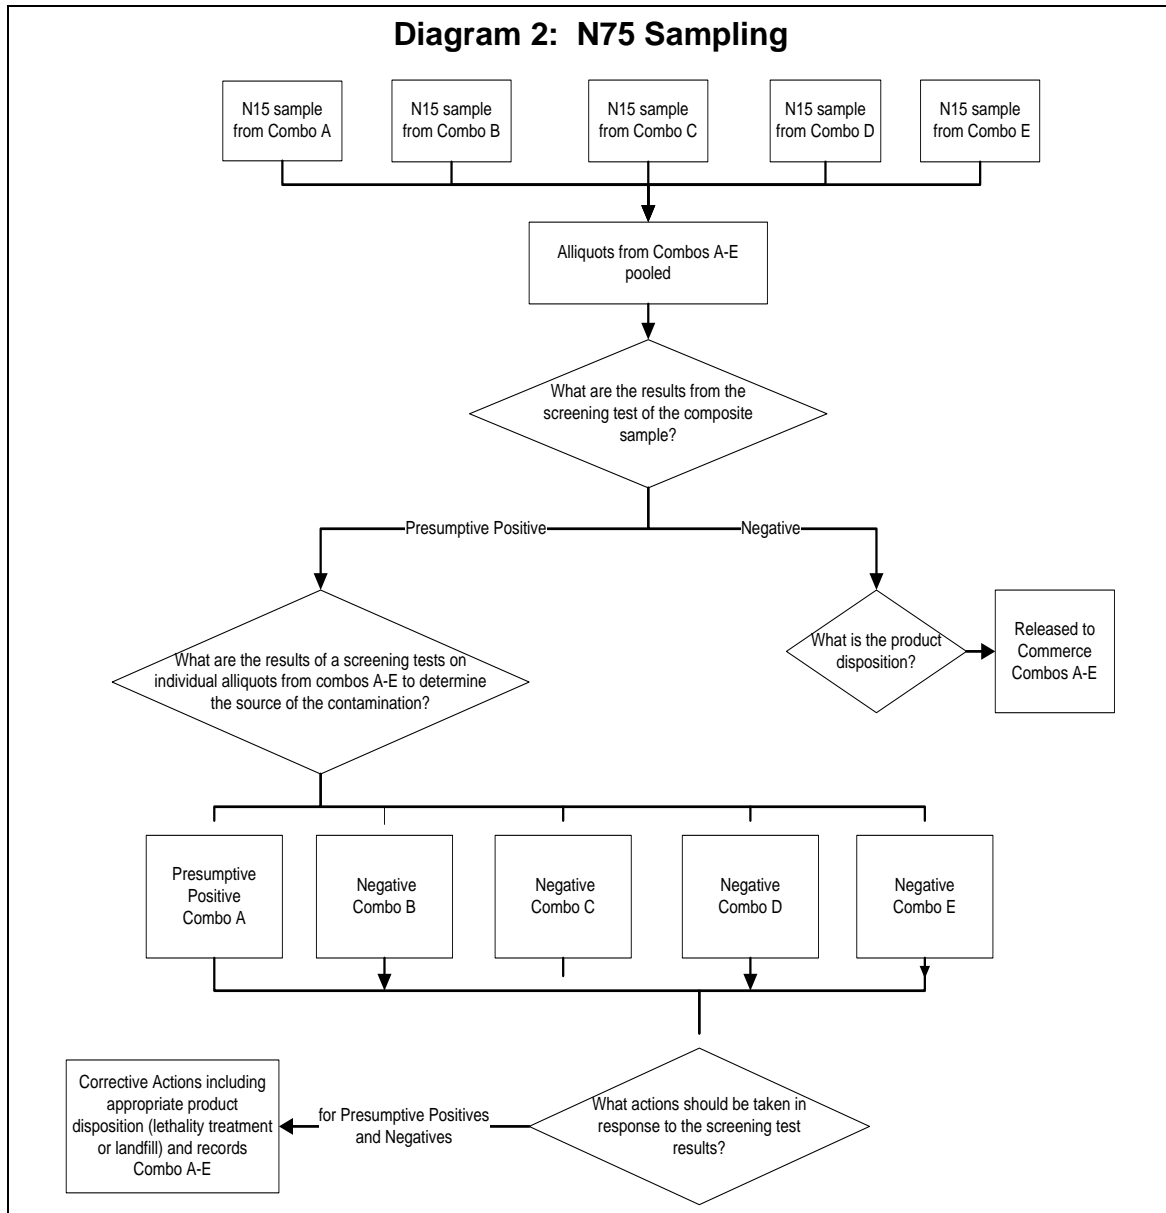 Diagram 2:  N75 Sampling
N15 sample
from Combo A
N15 sample
from Combo B
N15 sample
from Combo C
N15 sample
from Combo D
N15 sample
from Combo E
Alliquots from Combos A-E
pooled
What are the results from the
screening test of the composite
sample?
Presumptive Positive
Negative
What are the results of a screening tests on
individual alliquots from combos A-E to determine
the source of the contamination?
What is the product
disposition?
Released to
Commerce
Combos A-E
Presumptive
Positive
Combo A
Negative
Combo B
Negative
Combo C
Negative
Combo D
Negative
Combo E
Corrective Actions including
appropriate product
disposition (lethality treatment
or landfill) and records
Combo A-E
for Presumptive Positives
and Negatives
What actions should be taken in
response to the screening test
results?